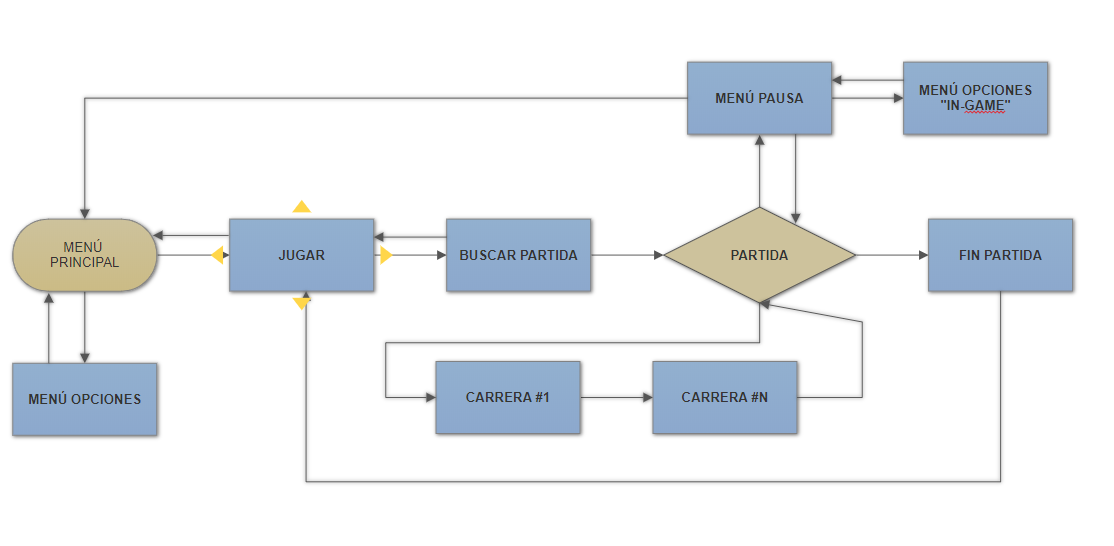 MENÚ PAUSA
MENÚ OPCIONES
"IN-GAME"
MENÚ
PRINCIPAL
JUGAR
BUSCAR PARTIDA
PARTIDA
FIN PARTIDA
MENÚ OPCIONES
CARRERA #1
CARRERA #N